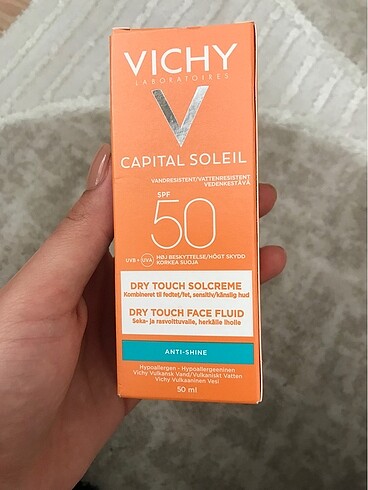 VICHY
LABORATOIRES
V
CAPITAL SOLEIL
VANDRESISTENT/VATTENRESISTENT
VEDENKESTÄVÄ
SPF
50
UVB + UVA
HØJ BESKYTTELSE/HÖGT SKYDD
KORKEA SUOJA
DRY TOUCH SOLCREME
Kombineret til fedtet/fet, sensitiv/känslig hud
DRY TOUCH FACE FLUID
Seka- ja rasvoittuvalle, herkälle iholle
ANTI-SHINE
Hypoallergen - Hypoallergeeninen
Vichy Vulkansk Vand/Vulkaniskt Vatten
Vichy Vulkaaninen Vesi
50 ml